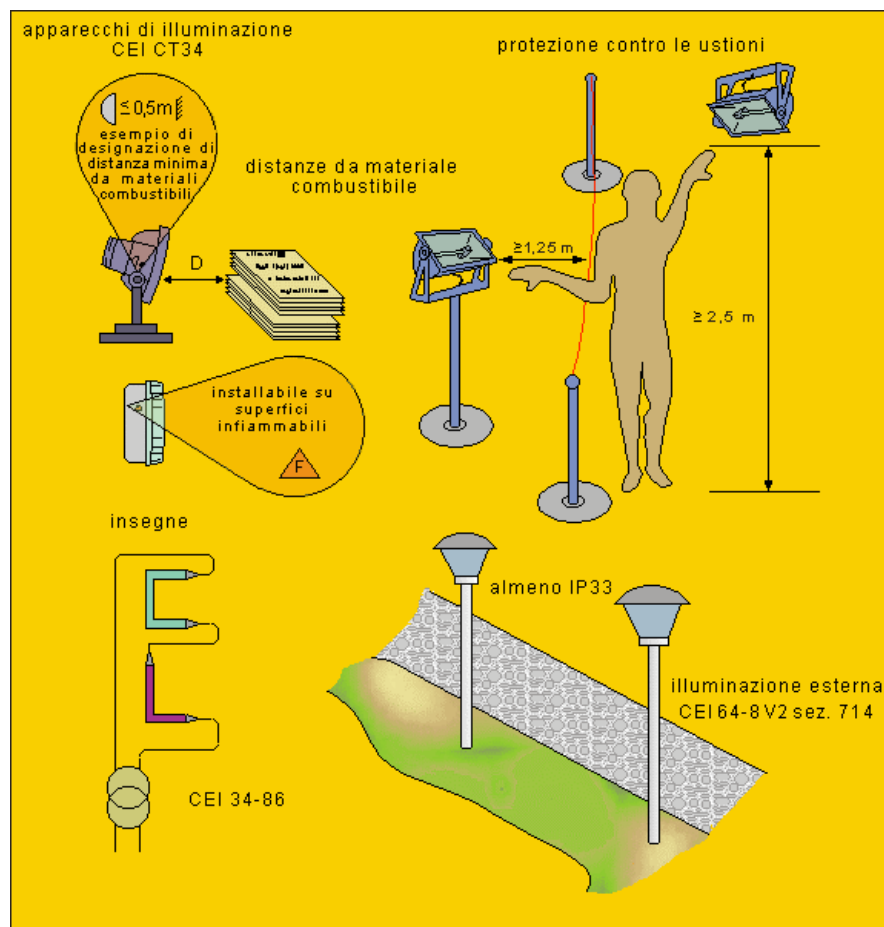 apparecchi di illuminazione
CEI CT34
protezione contro le ustioni
≤0,5m
esempio di
designazione di
distanza minima
da materiali
combustibili
distanze da materiale
combustibile
D
≥1,25 m
≥2,5 m
installabile su
superfici
infiammabili
F
insegne
almeno IP33
illuminazione esterna
CEI 64-8 V2 sez. 714
CEI 34-86